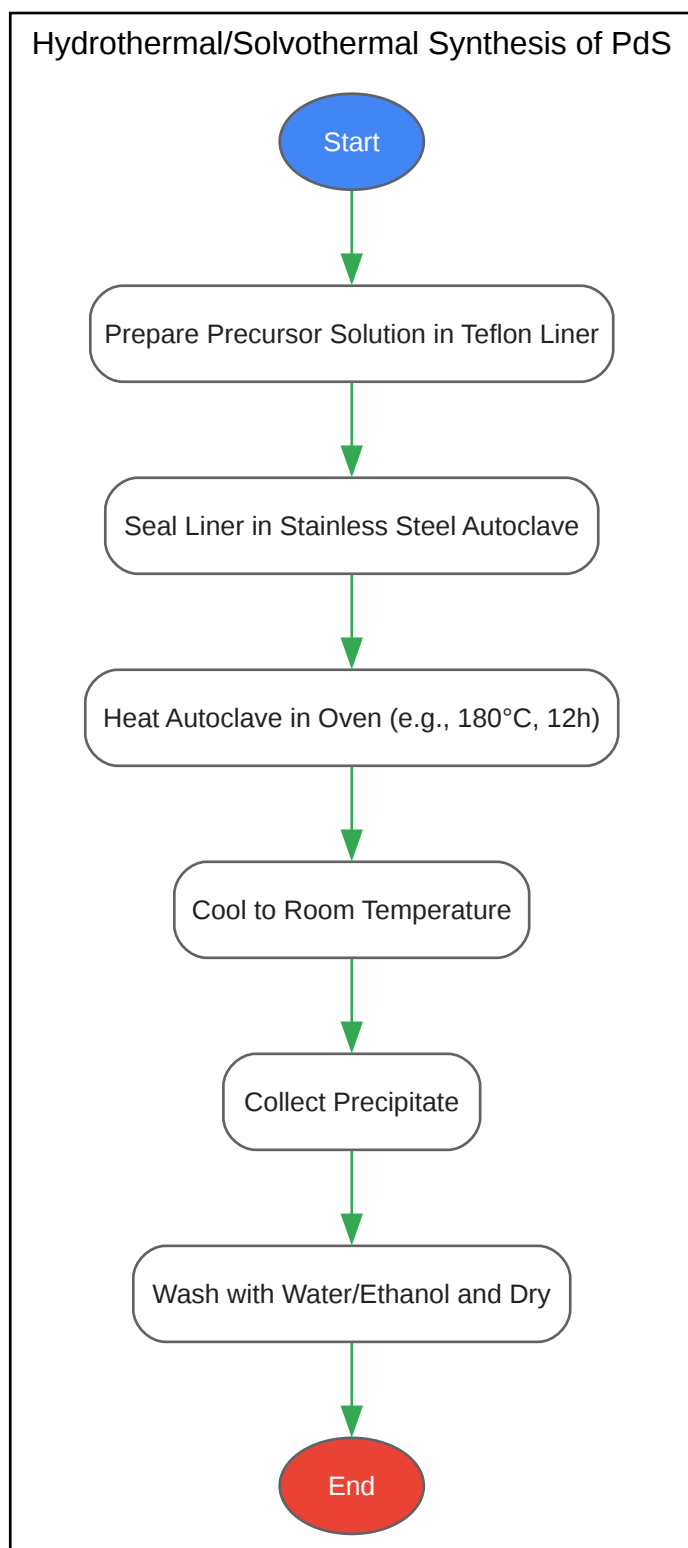 Hydrothermal/Solvothermal Synthesis of PdS
Start
Prepare Precursor Solution in Teflon Liner
Seal Liner in Stainless Steel Autoclave
Heat Autoclave in Oven (e.g., 180°C, 12h)
Cool to Room Temperature
Collect Precipitate
Wash with Water/Ethanol and Dry
End